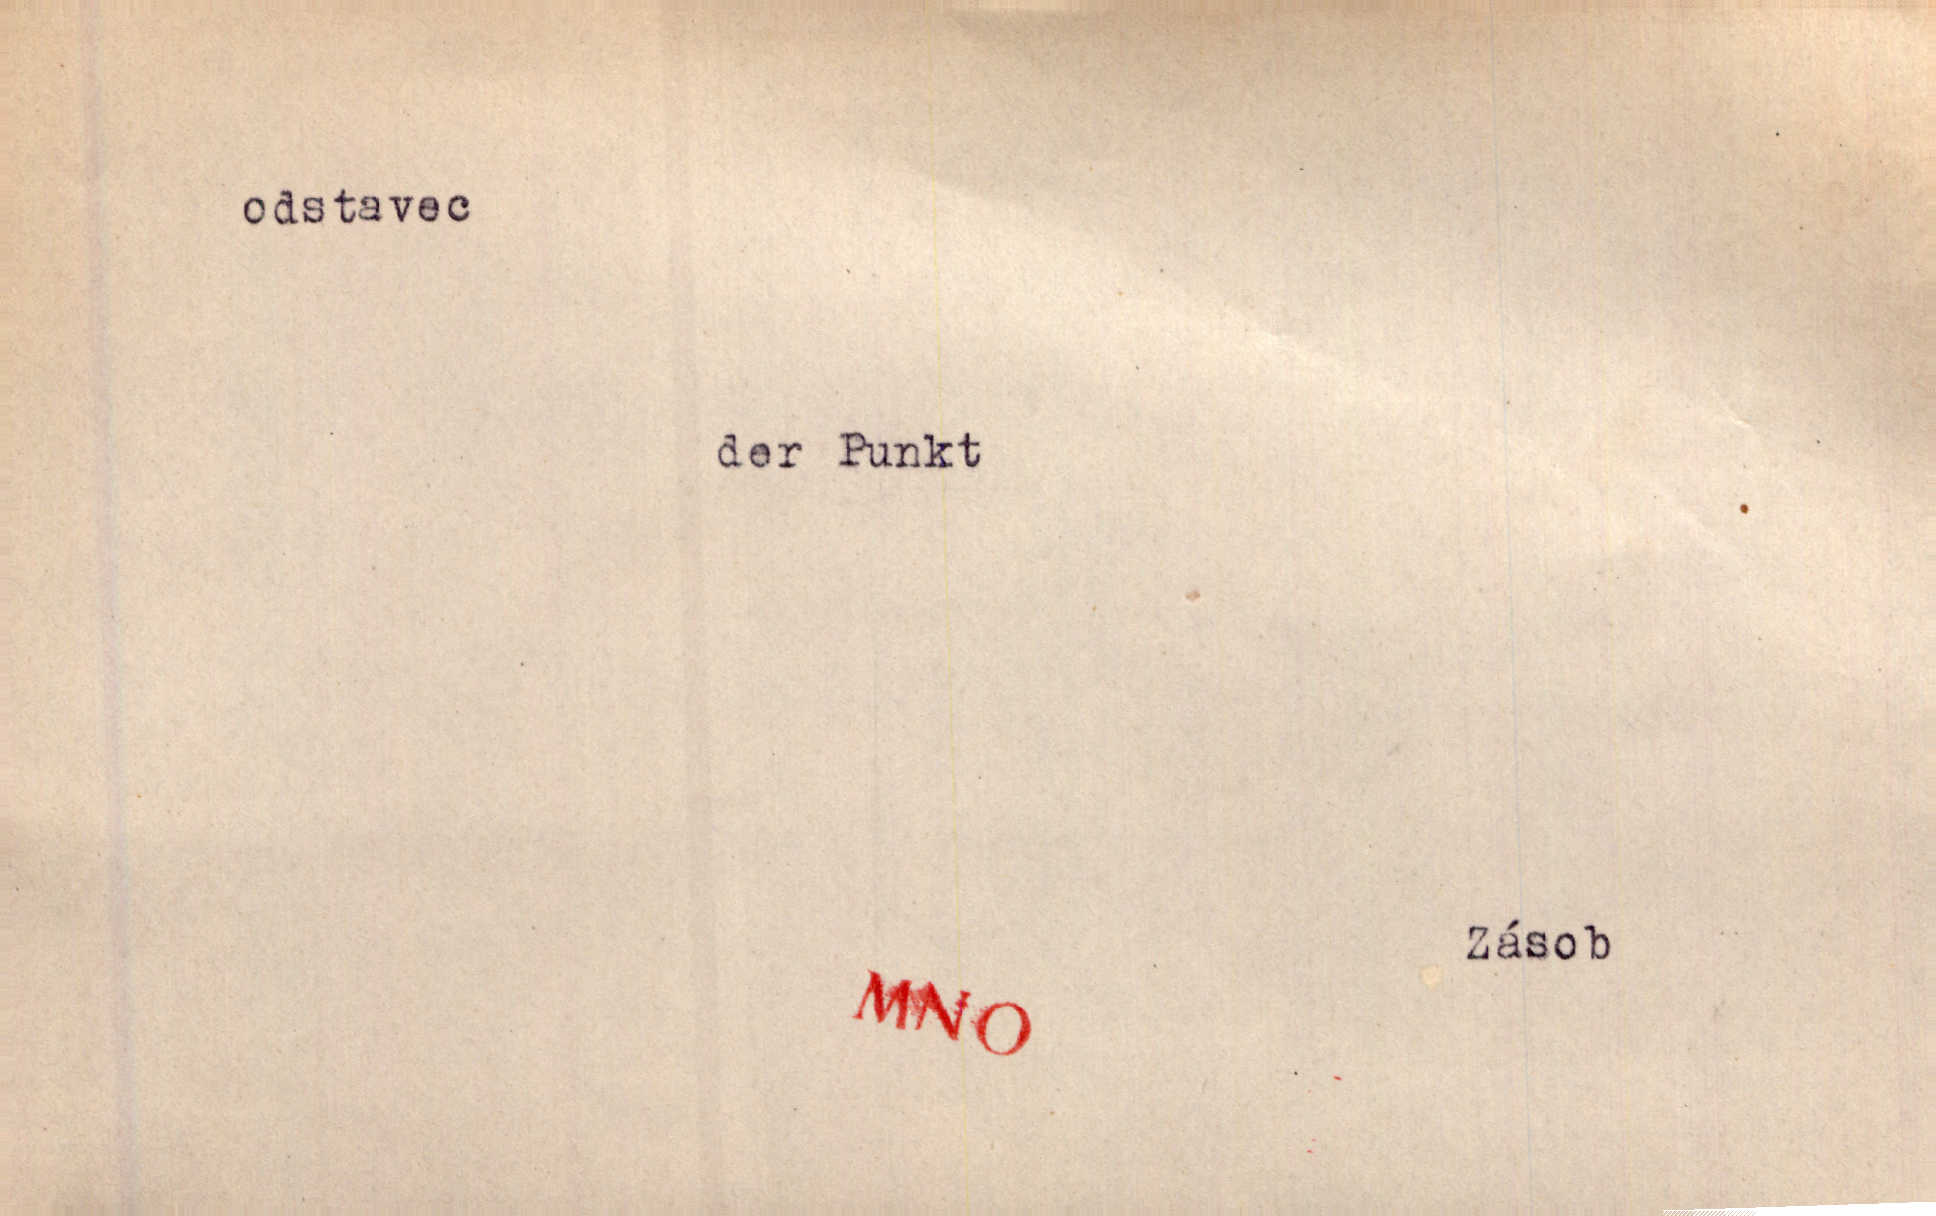 odstavec
der Punkt
Zásob
MNO